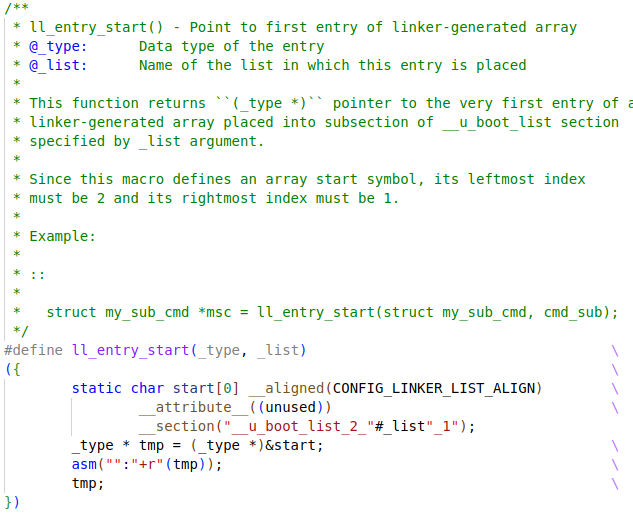 /**
 * ll_entry_start() - Point to first entry of linker-generated array
 * @_type:      Data type of the entry
 * @_list:      Name of the list in which this entry is placed
 *
 * This function returns ``(_type *)`` pointer to the very first entry of a
 * linker-generated array placed into subsection of __u_boot_list section
 * specified by _list argument.
 *
 * Since this macro defines an array start symbol, its leftmost index
 * must be 2 and its rightmost index must be 1.
 *
 * Example:
 *
 * ::
 *
 *   struct my_sub_cmd *msc = ll_entry_start(struct my_sub_cmd, cmd_sub);
 */
#define ll_entry_start(_type, _list)                                    \
({                                                                      \
        static char start[0] __aligned(CONFIG_LINKER_LIST_ALIGN)        \
                __attribute__((unused))                                 \
                __section("__u_boot_list_2_"#_list"_1");
        _type * tmp = (_type *)&start;                                  \
        asm("":"+r"(tmp));                                              \
        tmp;                                                            \
})